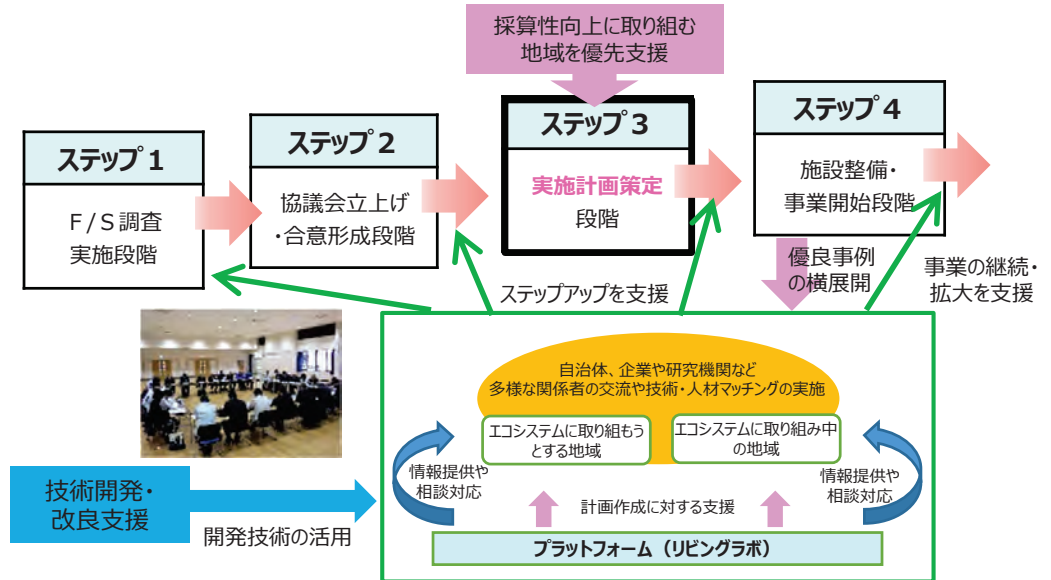 採算性向上に取り組む
地域を優先支援
ステップ１
F/S調査
実施段階
ステップ２
協議会立上げ
・合意形成段階
ステップ３
実施計画策定
段階
ステップ４
施設整備・
事業開始段階
優良事例
の横展開
事業の継続・
拡大を支援
ステップアップを支援
自治体、企業や研究機関など
多様な関係者の交流や技術・人材マッチングの実施
エコシステムに取り組もう
とする地域
エコシステムに取り組み中
の地域
情報提供や
相談対応
情報提供や
相談対応
計画作成に対する支援
プラットフォーム（リビングラボ）
技術開発・
改良支援
開発技術の活用